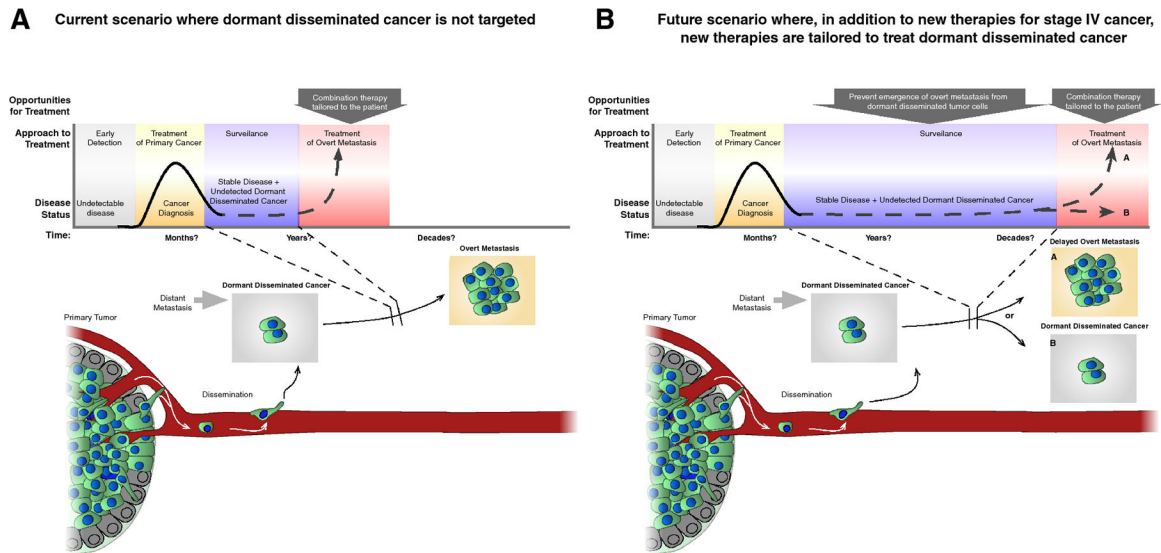 A
Current scenario where dormant disseminated cancer is not targeted
Opportunities
for Treatment
Combination therapy
tailored to the patient
Approach to
Treatment
Early
Detection
Treatment
of Primary Cancer
Surveilance
Treatment
of Overt Metastasis
Disease
Status
Undetectable
disease
Cancer
Diagnosis
Stable Disease +
Undetected Dormant
Disseminated Cancer
Time:
Months?
Years?
Decades?
Overt Metastasis
Distant
Metastasis
Dormant Disseminated Cancer
Primary Tumor
Dissemination
B
Future scenario where, in addition to new therapies for stage IV cancer,
new therapies are tailored to treat dormant disseminated cancer
Opportunities
for Treatment
Prevent emergence of overt metastasis from
dormant disseminated tumor cells
Combination therapy
tailored to the patient
Approach to
Treatment
Early
Detection
Treatment
of Primary Cancer
Surveilance
Treatment
of Overt Metastasis
A
Disease
Status
Undetectable
disease
Cancer
Diagnosis
Stable Disease + Undetected Dormant Disseminated Cancer
B
Time:
Months?
Years?
Decades?
Delayed Overt Metastasis
A
Distant
Metastasis
Dormant Disseminated Cancer
or
Dormant Disseminated Cancer
B
Primary Tumor
Dissemination